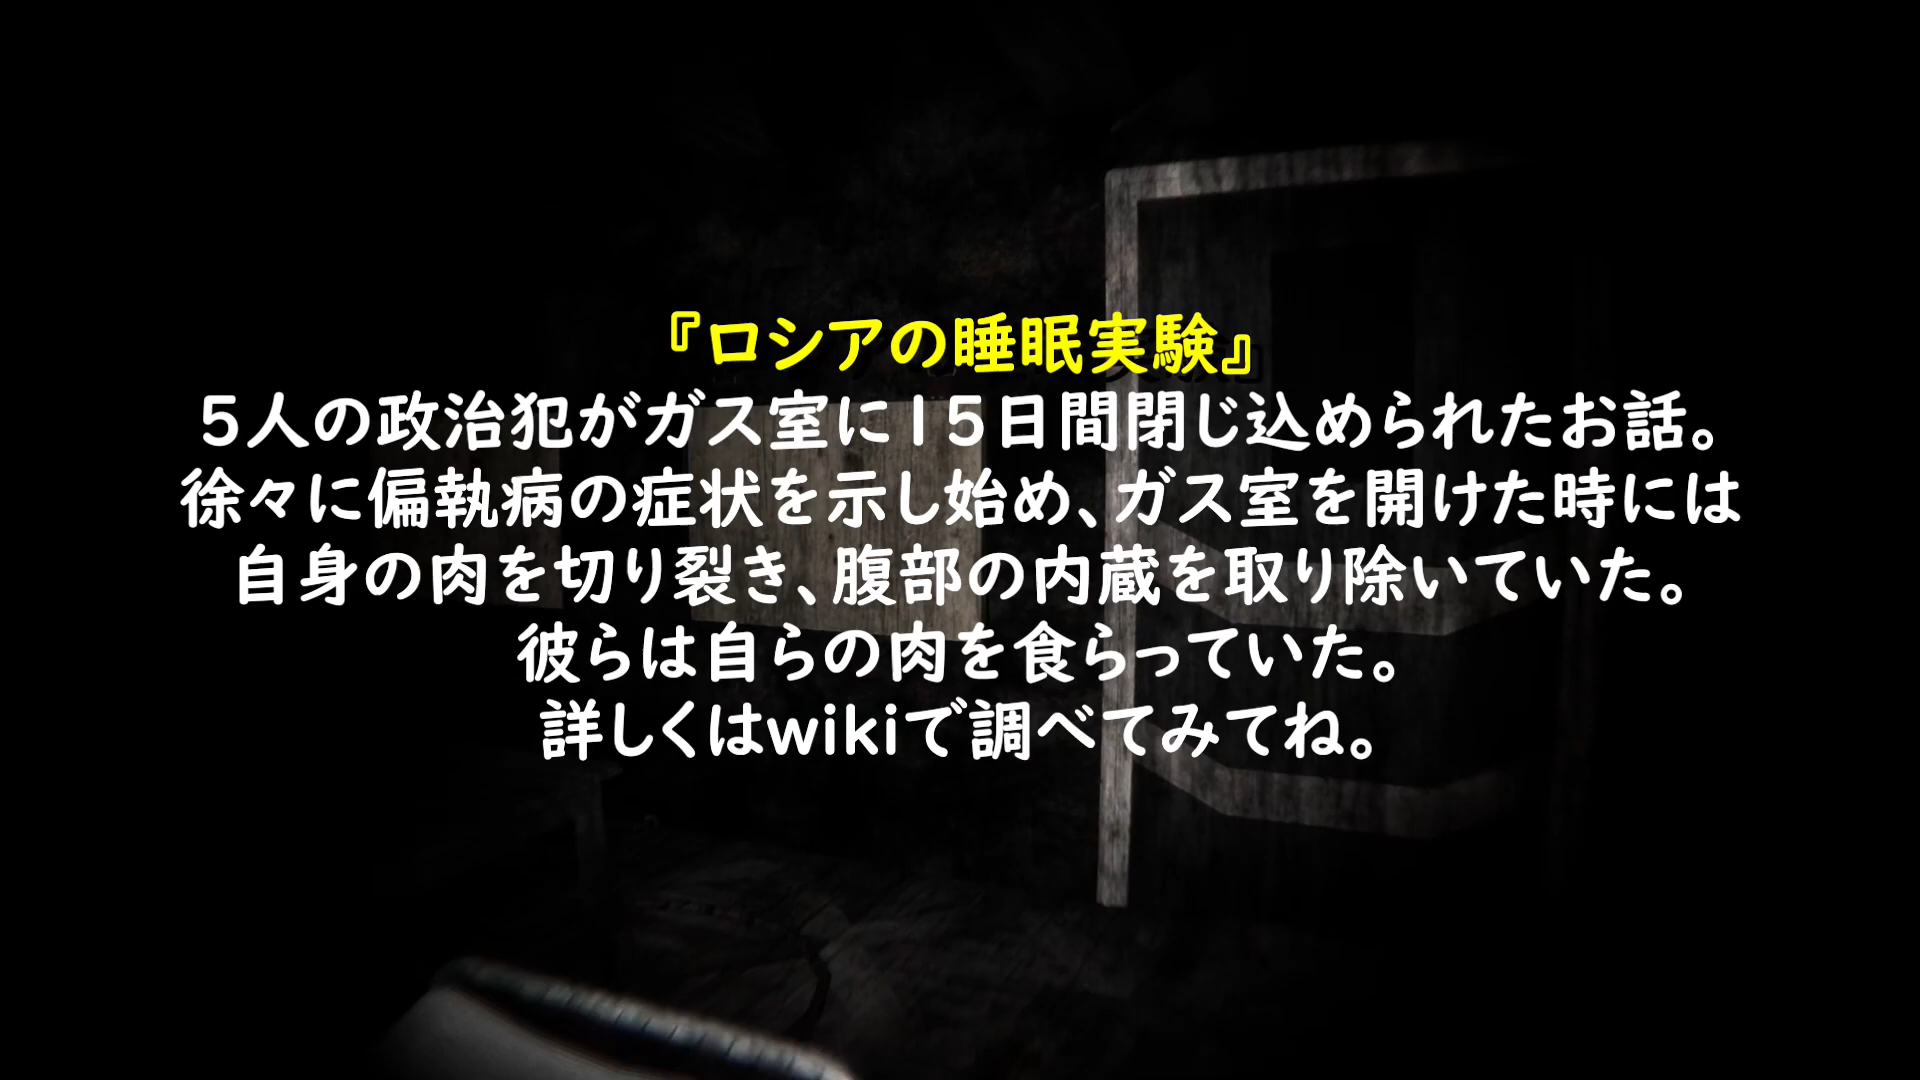 『ロシアの睡眠実験』
5人の政治犯がガス室に15日間閉じ込められたお話。
徐々に偏執病の症状を示し始め、ガス室を開けた時には
自身の肉を切り裂き、腹部の内蔵を取り除いていた。
彼らは自らの肉を食らっていた。
詳しくはwikiで調べてみてね。